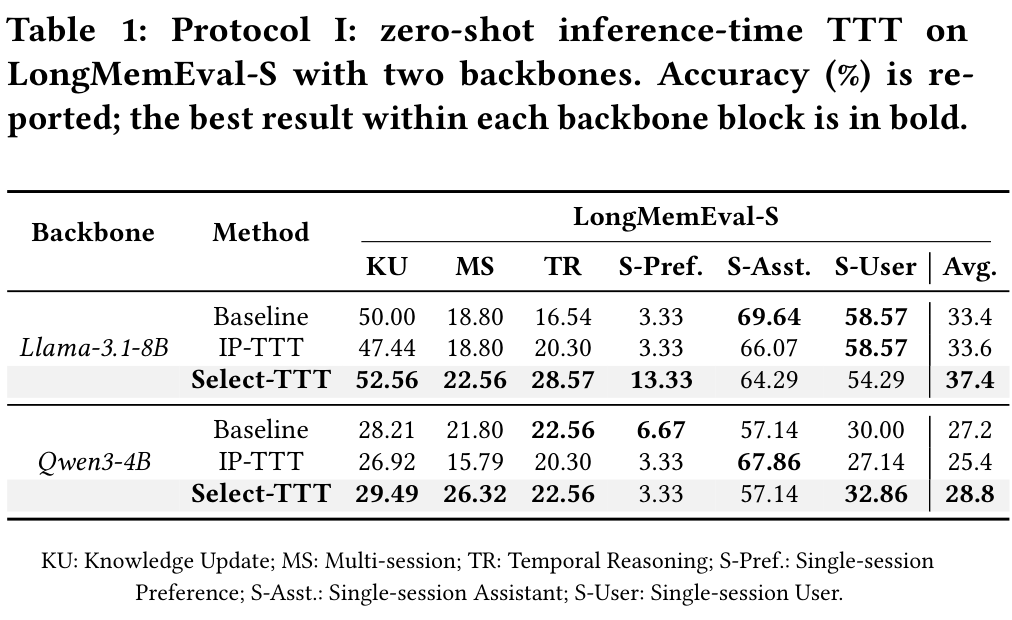 Table 1: Protocol I: zero-shot inference-time TTT on
LongMemEval-S with two backbones. Accuracy (%) is re-
ported; the best result within each backbone block is in bold.
Backbone Method LongMemEval-S
KU MS TR S-Pref. S-Asst. S-User Avg.
Baseline 50.00 18.80 16.54 3.33 69.64 58.57 33.4
Llama-3.1-8B IP-TTT 47.44 18.80 20.30 3.33 66.07 58.57 33.6
Select-TTT 52.56 22.56 28.57 13.33 64.29 54.29 37.4
Baseline 28.21 21.80 22.56 6.67 57.14 30.00 27.2
Qwen3-4B IP-TTT 26.92 15.79 20.30 3.33 67.86 27.14 25.4
Select-TTT 29.49 26.32 22.56 3.33 57.14 32.86 28.8
KU: Knowledge Update; MS: Multi-session; TR: Temporal Reasoning; S-Pref.: Single-session
Preference; S-Asst.: Single-session Assistant; S-User: Single-session User.